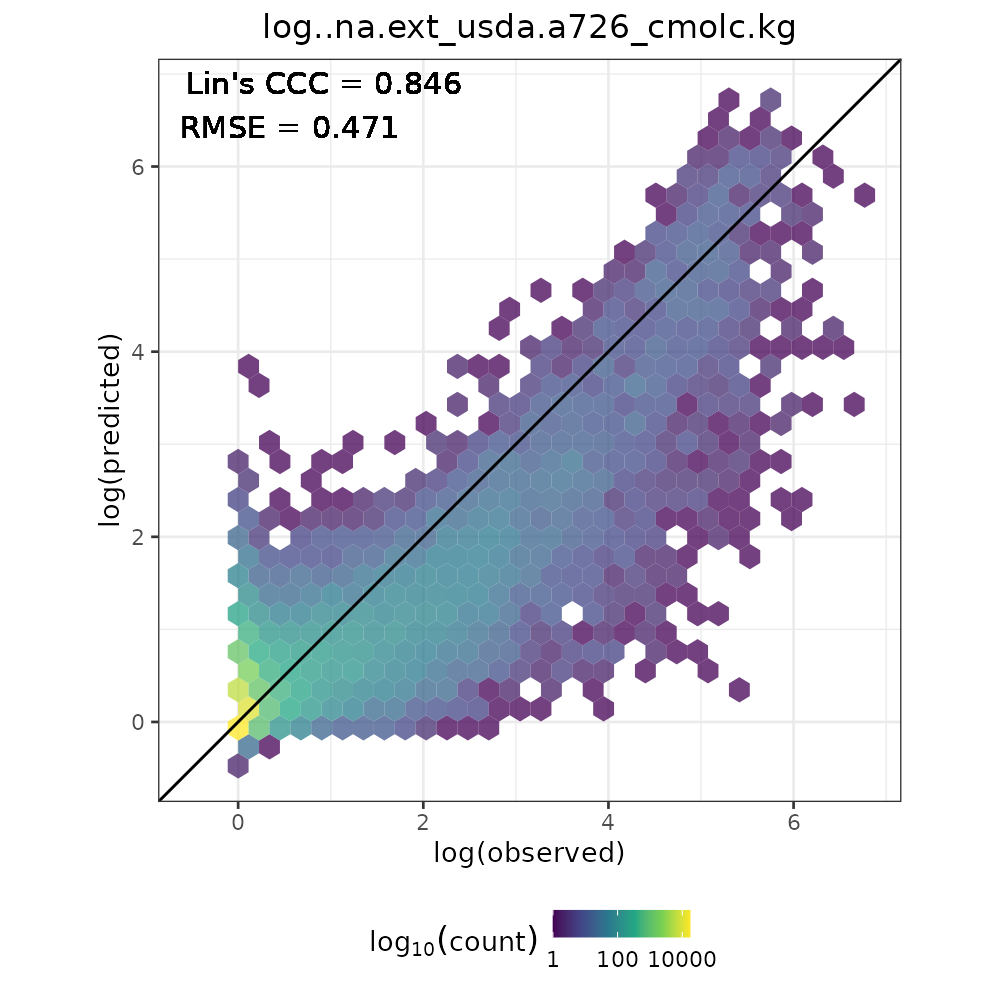 log..na.ext_usda.a726_cmolc.kg
Lin's CCC = 0.846
RMSE = 0.471
6
4
2
0
log(predicted)
0 2 4 6
log(observed)
log10(count)
1 100 10000